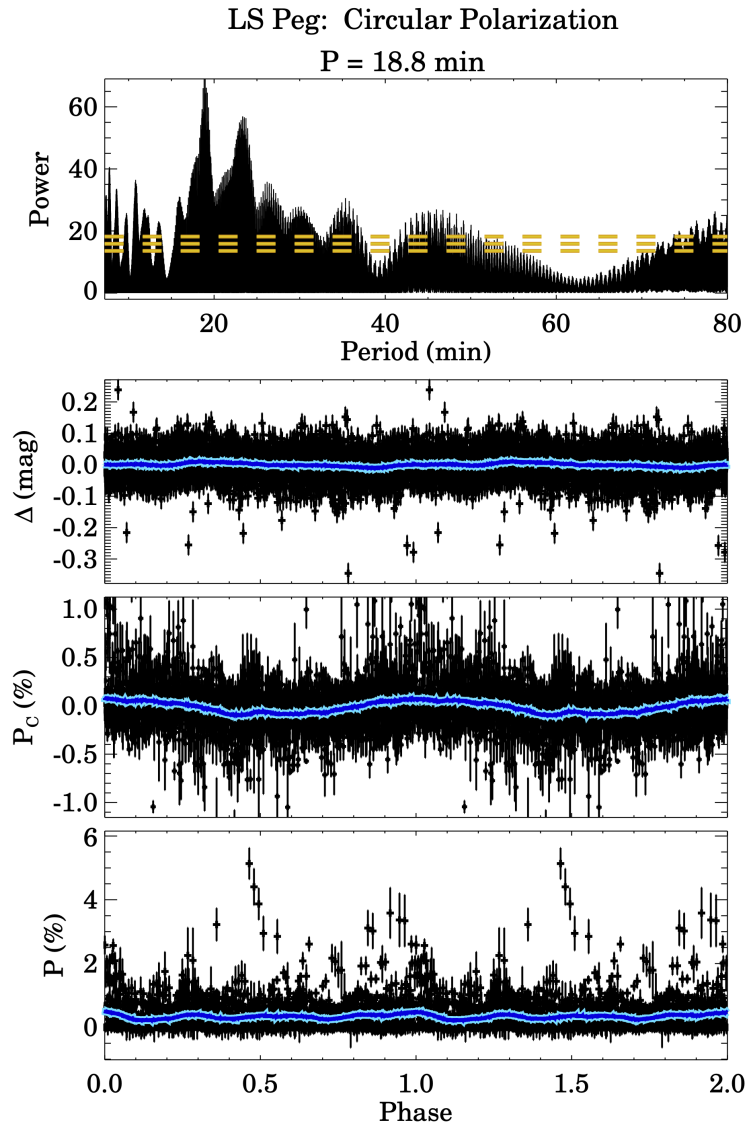 LS Peg: Circular Polarization
P = 18.8 min
60
40
20
0
Power
20 40 60 80
Period (min)
0.2
0.1
0.0
-0.1
-0.2
-0.3
Δ (mag)
1.0
0.5
0.0
-0.5
-1.0
P_C (%)
6
4
2
0
P (%)
0.0 0.5 1.0 1.5 2.0
Phase